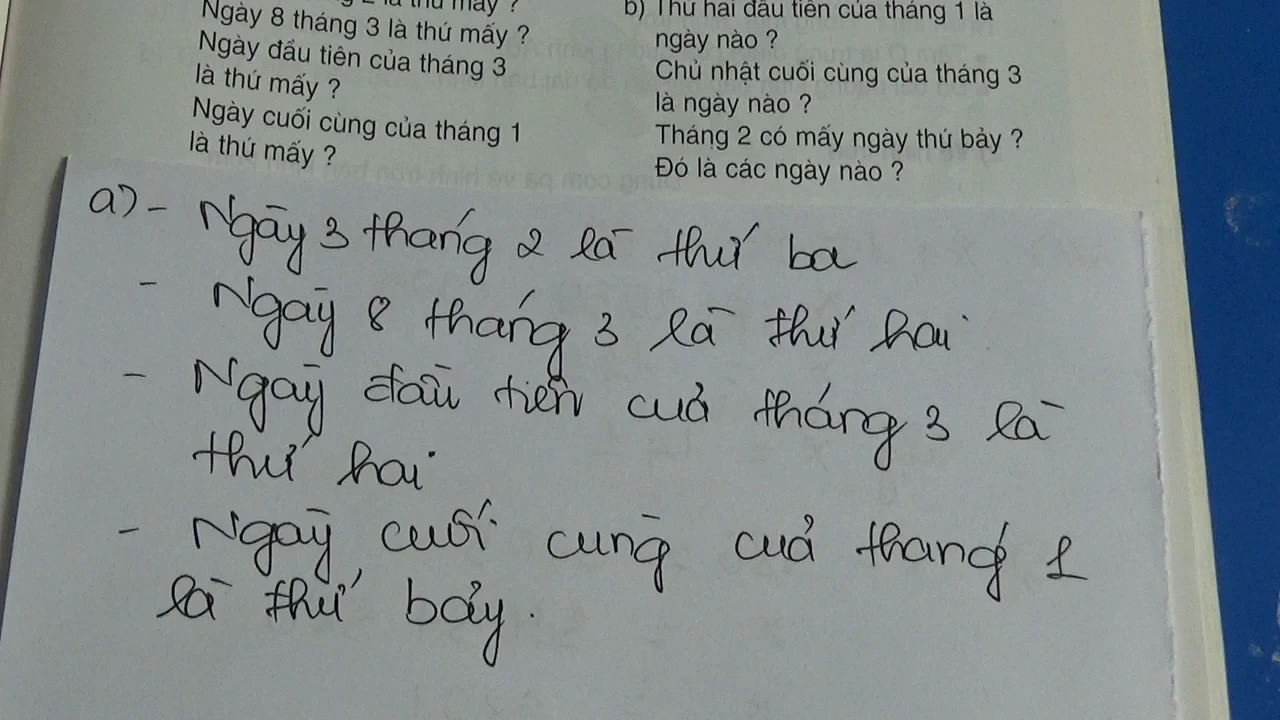 là thứ mấy ?
Ngày 8 tháng 3 là thứ mấy ?
Ngày đầu tiên của tháng 3
là thứ mấy ?
Ngày cuối cùng của tháng 1
là thứ mấy ?
b) Thứ hai đầu tiên của tháng 1 là
ngày nào ?
Chủ nhật cuối cùng của tháng 3
là ngày nào ?
Tháng 2 có mấy ngày thứ bảy ?
Đó là các ngày nào ?
a) - Ngày 3 tháng 2 là thứ ba
- Ngày 8 tháng 3 là thứ hai
- Ngày đầu tiên của tháng 3 là
thứ hai
- Ngày cuối cùng của tháng 1
là thứ bảy.